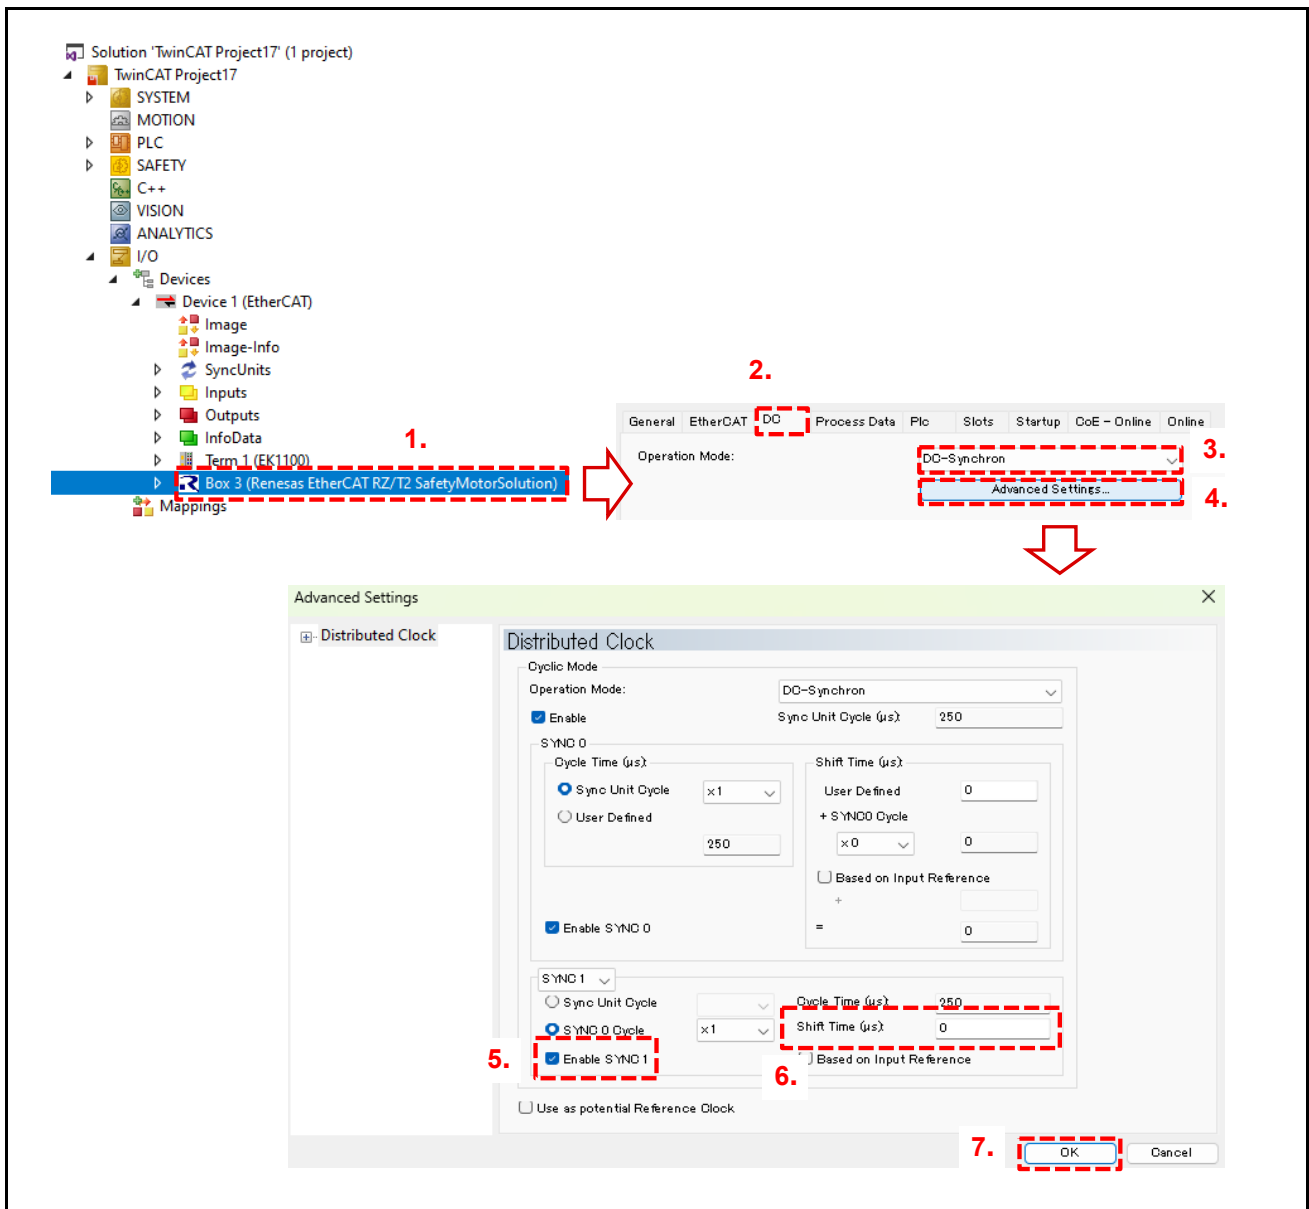 Solution 'TwinCAT Project17' (1 project)
TwinCAT Project17
SYSTEM
MOTION
PLC
SAFETY
C++
VISION
ANALYTICS
I/O
Devices
Device 1 (EtherCAT)
Image
Image-Info
SyncUnits
Inputs
Outputs
InfoData
Term 1 (EK1100)
1.
Box 3 (Renesas EtherCAT RZ/T2 SafetyMotorSolution)
Mappings
2.
General EtherCAT DC Process Data Plc Slots Startup CoE - Online Online
Operation Mode: DC-Synchron 3.
Advanced Settings... 4.
Advanced Settings
Distributed Clock
Distributed Clock
Cyclic Mode
Operation Mode: DC-Synchron
Enable Sync Unit Cycle (µs): 250
SYNC 0
Cycle Time (µs): Shift Time (µs):
Sync Unit Cycle x1 User Defined 0
User Defined + SYNC0 Cycle
250 x 0 0
Based on Input Reference
+
Enable SYNC 0 = 0
SYNC 1
Sync Unit Cycle Cycle Time (µs): 250
SYNC 0 Cycle x1 Shift Time (µs): 0
5. Enable SYNC 1 6. Based on Input Reference
Use as potential Reference Clock
7. OK Cancel